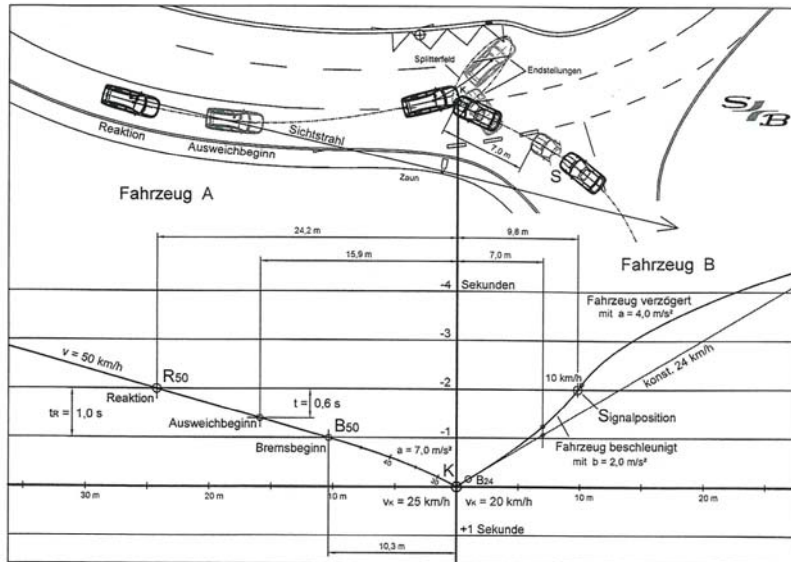 Splitterfeld
Endstellungen
S B
Reaktion
Ausweichbeginn
Sichtstrahl
7,0 m
S
Zaun
Fahrzeug A
Fahrzeug B
24,2 m
9,8 m
15,9 m
7,0 m
-4 Sekunden
Fahrzeug verzögert
mit a = 4,0 m/s²
-3
v = 50 km/h
konst. 24 km/h
R50
-2
10 km/h
Reaktion
tR = 1,0 s
t = 0,6 s
Signalposition
Ausweichbeginn
B50
-1
Bremsbeginn
a = 7,0 m/s²
Fahrzeug beschleunigt
mit b = 2,0 m/s²
K
B24
30 m
20 m
10 m
vK = 25 km/h
vK = 20 km/h
10 m
20 m
+1 Sekunde
10,3 m